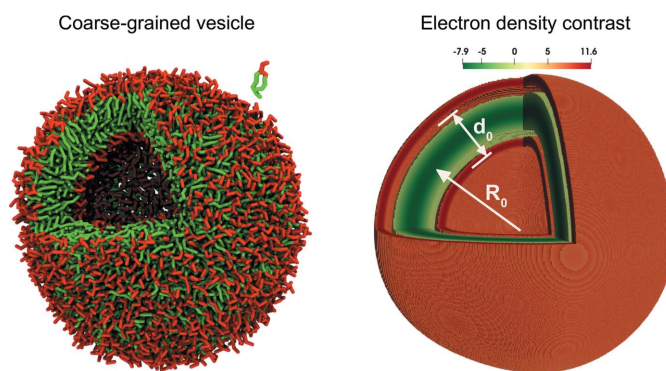 Coarse-grained vesicle
Electron density contrast
-7.9 -5 0 5 11.6
d₀
R₀